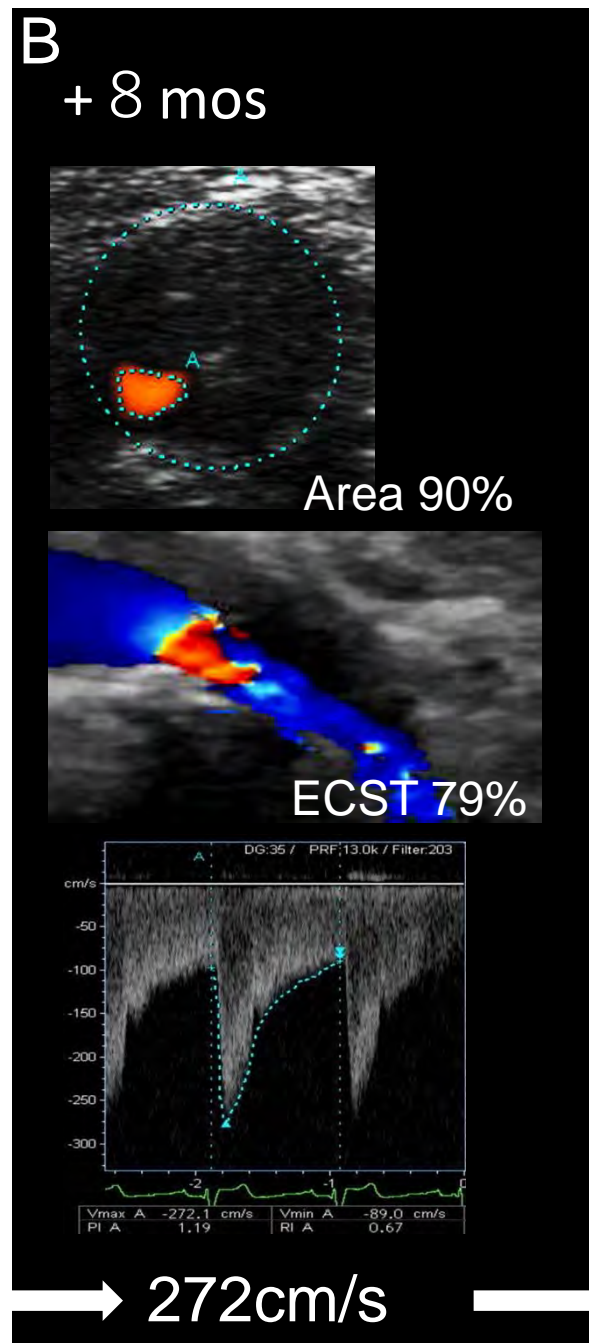 B
+ 8 mos
A
A
Area 90%
ECST 79%
A DG:35 / PRF:13.0k / Filter:203
cm/s
-50
-100
-150
-200
-250
-300
-2 -1 0
Vmax A -272.1 cm/s Vmin A -89.0 cm/s
PI A 1.19 RI A 0.67
272cm/s